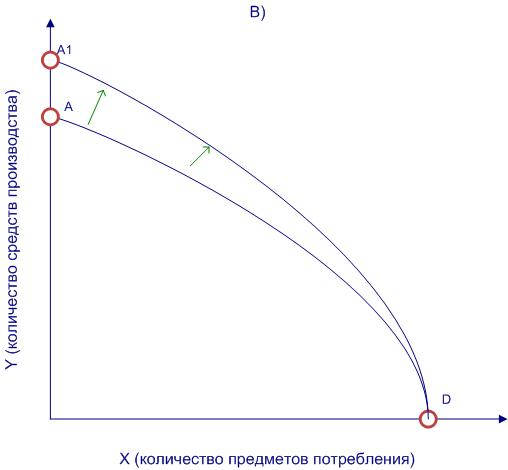 В)
A1
A
Y (количество средств производства)
D
X (количество предметов потребления)